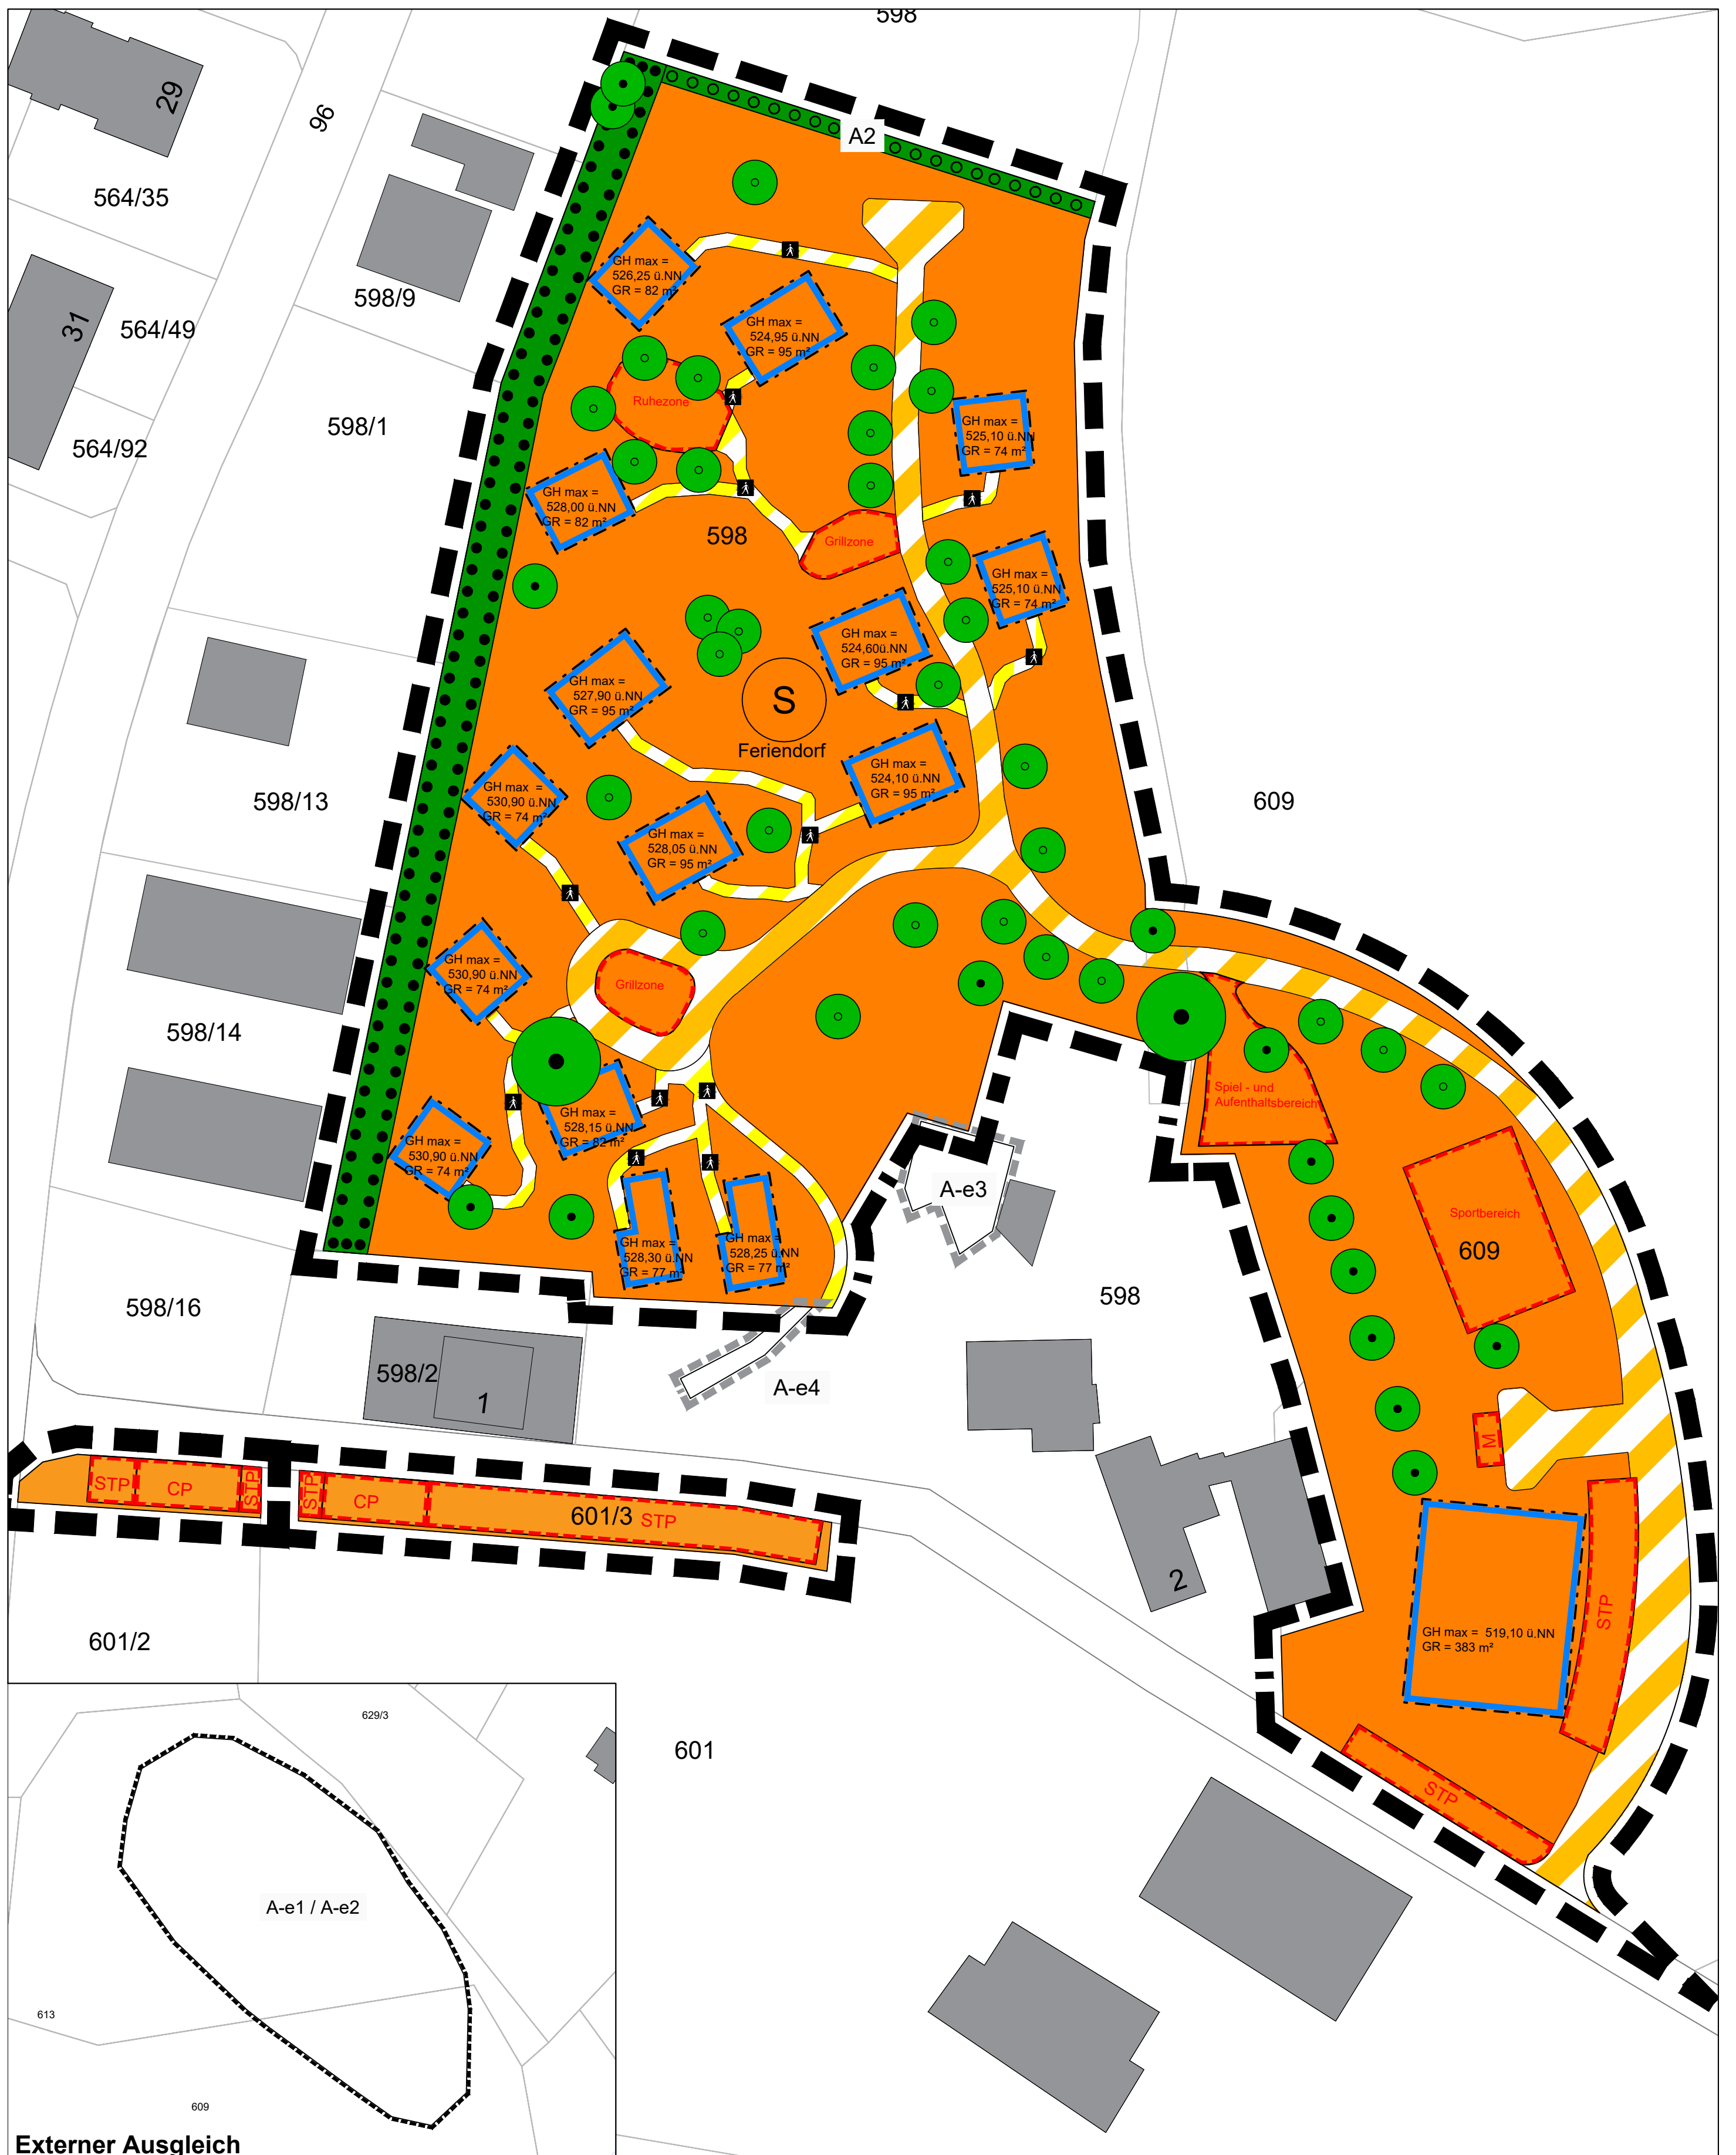 598
29
96
A2
564/35
GH max =
526,25 ü.NN
GR = 82 m²
598/9
31
564/49
GH max =
524,95 ü.NN
GR = 95 m²
Ruhezone
598/1
GH max =
525,10 ü.NN
GR = 74 m²
564/92
GH max =
528,00 ü.NN
GR = 82 m²
598
Grillzone
GH max =
525,10 ü.NN
GR = 74 m²
GH max =
524,60ü.NN
GR = 95 m²
GH max =
527,90 ü.NN
GR = 95 m²
S
Feriendorf
GH max =
524,10 ü.NN
GR = 95 m²
GH max =
530,90 ü.NN
GR = 74 m²
598/13
609
GH max =
528,05 ü.NN
GR = 95 m²
GH max =
530,90 ü.NN
GR = 74 m²
Grillzone
598/14
Spiel - und
Aufenthaltsbereich
GH max =
528,15 ü.NN
GR = 82 m²
GH max =
530,90 ü.NN
GR = 74 m²
A-e3
Sportbereich
609
GH max =
528,30 ü.NN
GR = 77 m²
GH max =
528,25 ü.NN
GR = 77 m²
598
598/16
598/2
1
A-e4
M
STP
CP
STP
STP
CP
601/3
STP
2
STP
GH max = 519,10 ü.NN
GR = 383 m²
601/2
629/3
601
STP
A-e1 / A-e2
613
609
Externer Ausgleich